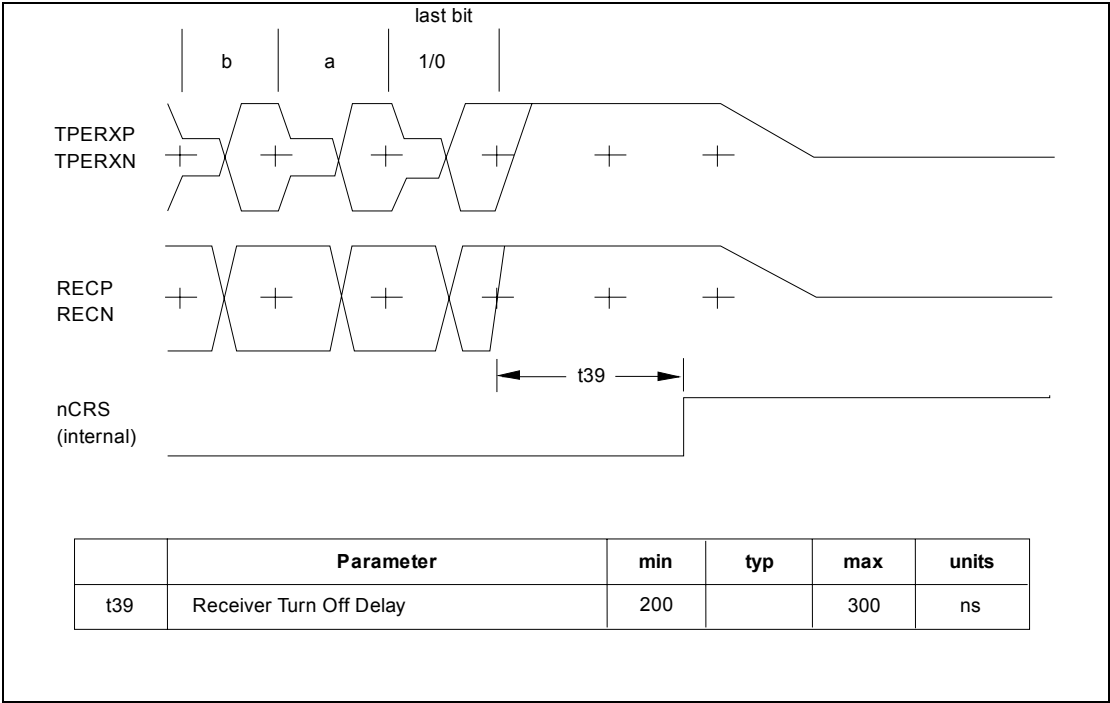 last bit
b a 1/0
TPERXP
TPERXN
RECP
RECN
t39
nCRS
(internal)
Parameter min typ max units
t39 Receiver Turn Off Delay 200 300 ns